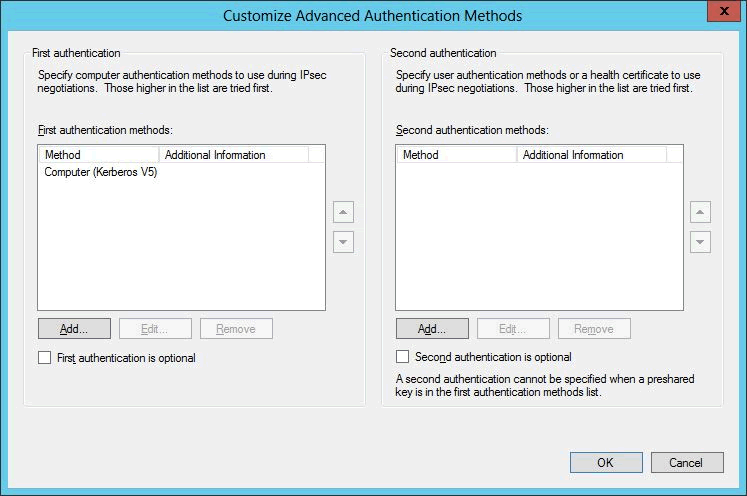 Customize Advanced Authentication Methods
x
First authentication
Specify computer authentication methods to use during IPsec
negotiations. Those higher in the list are tried first.
First authentication methods:
Method Additional Information
Computer (Kerberos V5)
Add... Edit... Remove
First authentication is optional
Second authentication
Specify user authentication methods or a health certificate to use
during IPsec negotiations. Those higher in the list are tried first.
Second authentication methods:
Method Additional Information
Add... Edit... Remove
Second authentication is optional
A second authentication cannot be specified when a preshared
key is in the first authentication methods list.
OK Cancel